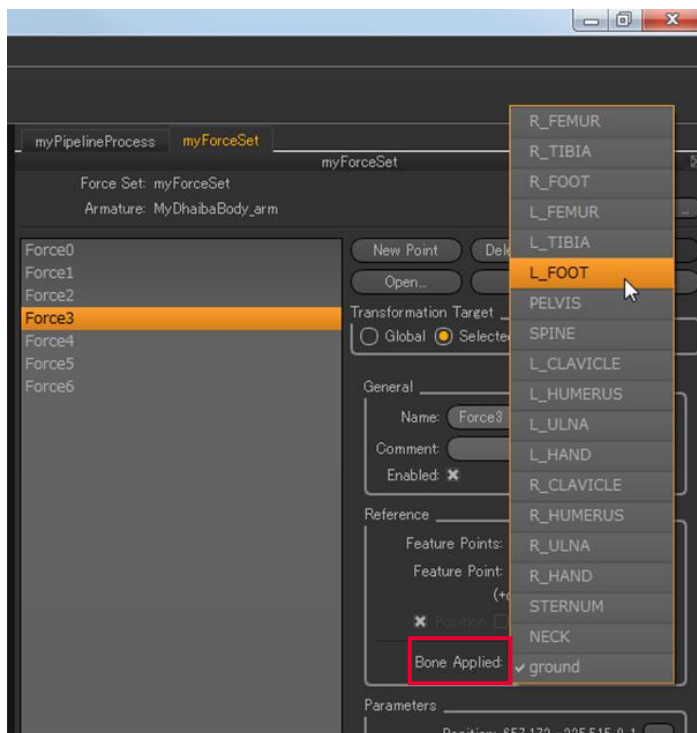 myPipelineProcess myForceSet
myForceSet
Force Set: myForceSet
Armature: MyDhaibaBody_arm
...
Force0
Force1
Force2
Force3
Force4
Force5
Force6
New Point
Open...
Transformation Target
Global
General
Name: Force3
Comment:
Enabled:
Reference
Feature Points:
Feature Point:
Position
Bone Applied:
Parameters
R_FEMUR
R_TIBIA
R_FOOT
L_FEMUR
L_TIBIA
L_FOOT
PELVIS
SPINE
L_CLAVICLE
L_HUMERUS
L_ULNA
L_HAND
R_CLAVICLE
R_HUMERUS
R_ULNA
R_HAND
STERNUM
NECK
ground